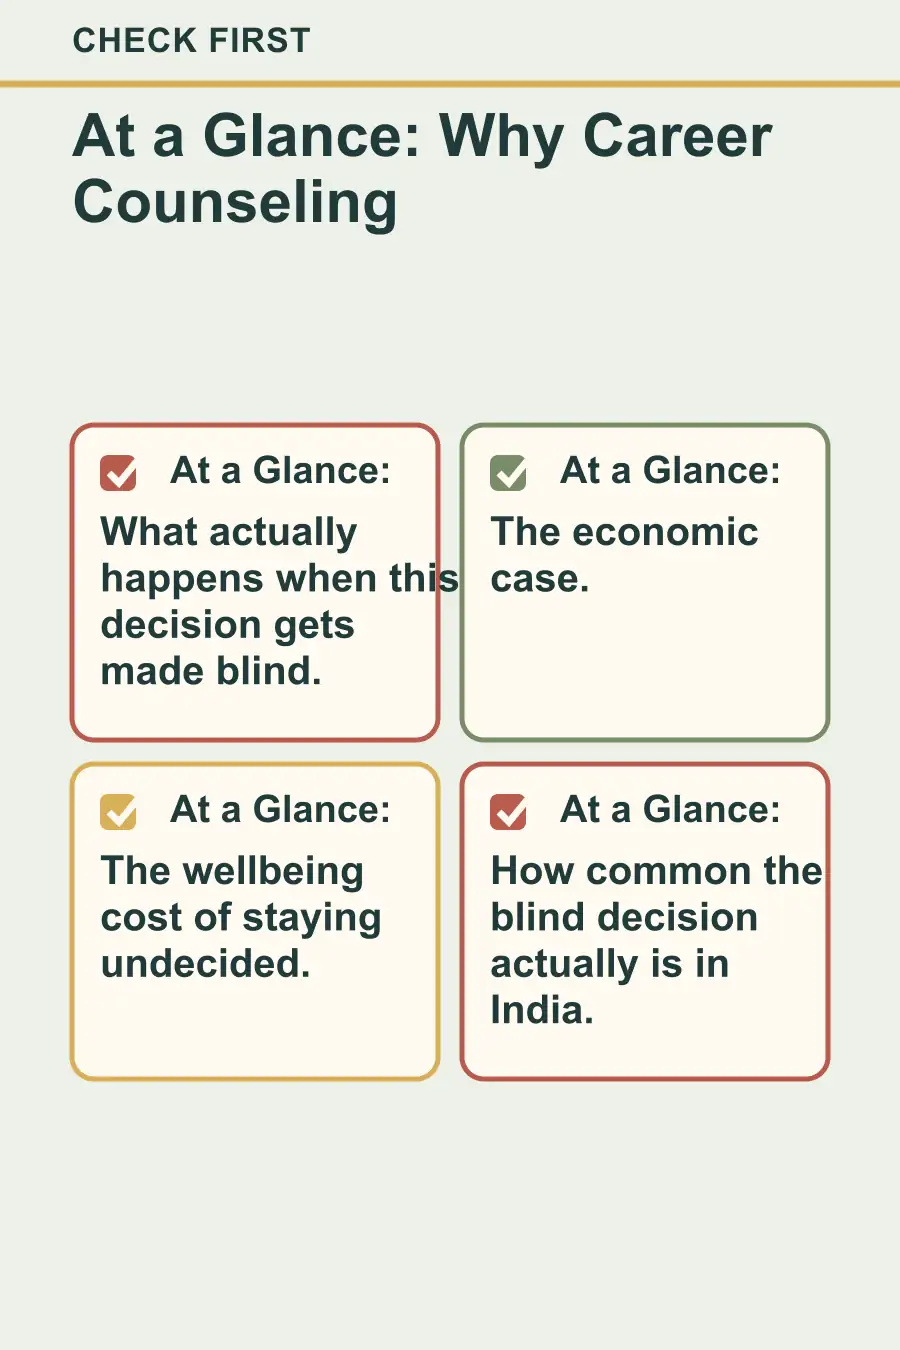 CHECK FIRST
At a Glance: Why Career
Counseling
At a Glance:
What actually
happens when this
decision gets
made blind.
At a Glance:
The economic
case.
At a Glance:
The wellbeing
cost of staying
undecided.
At a Glance:
How common the
blind decision
actually is in
India.